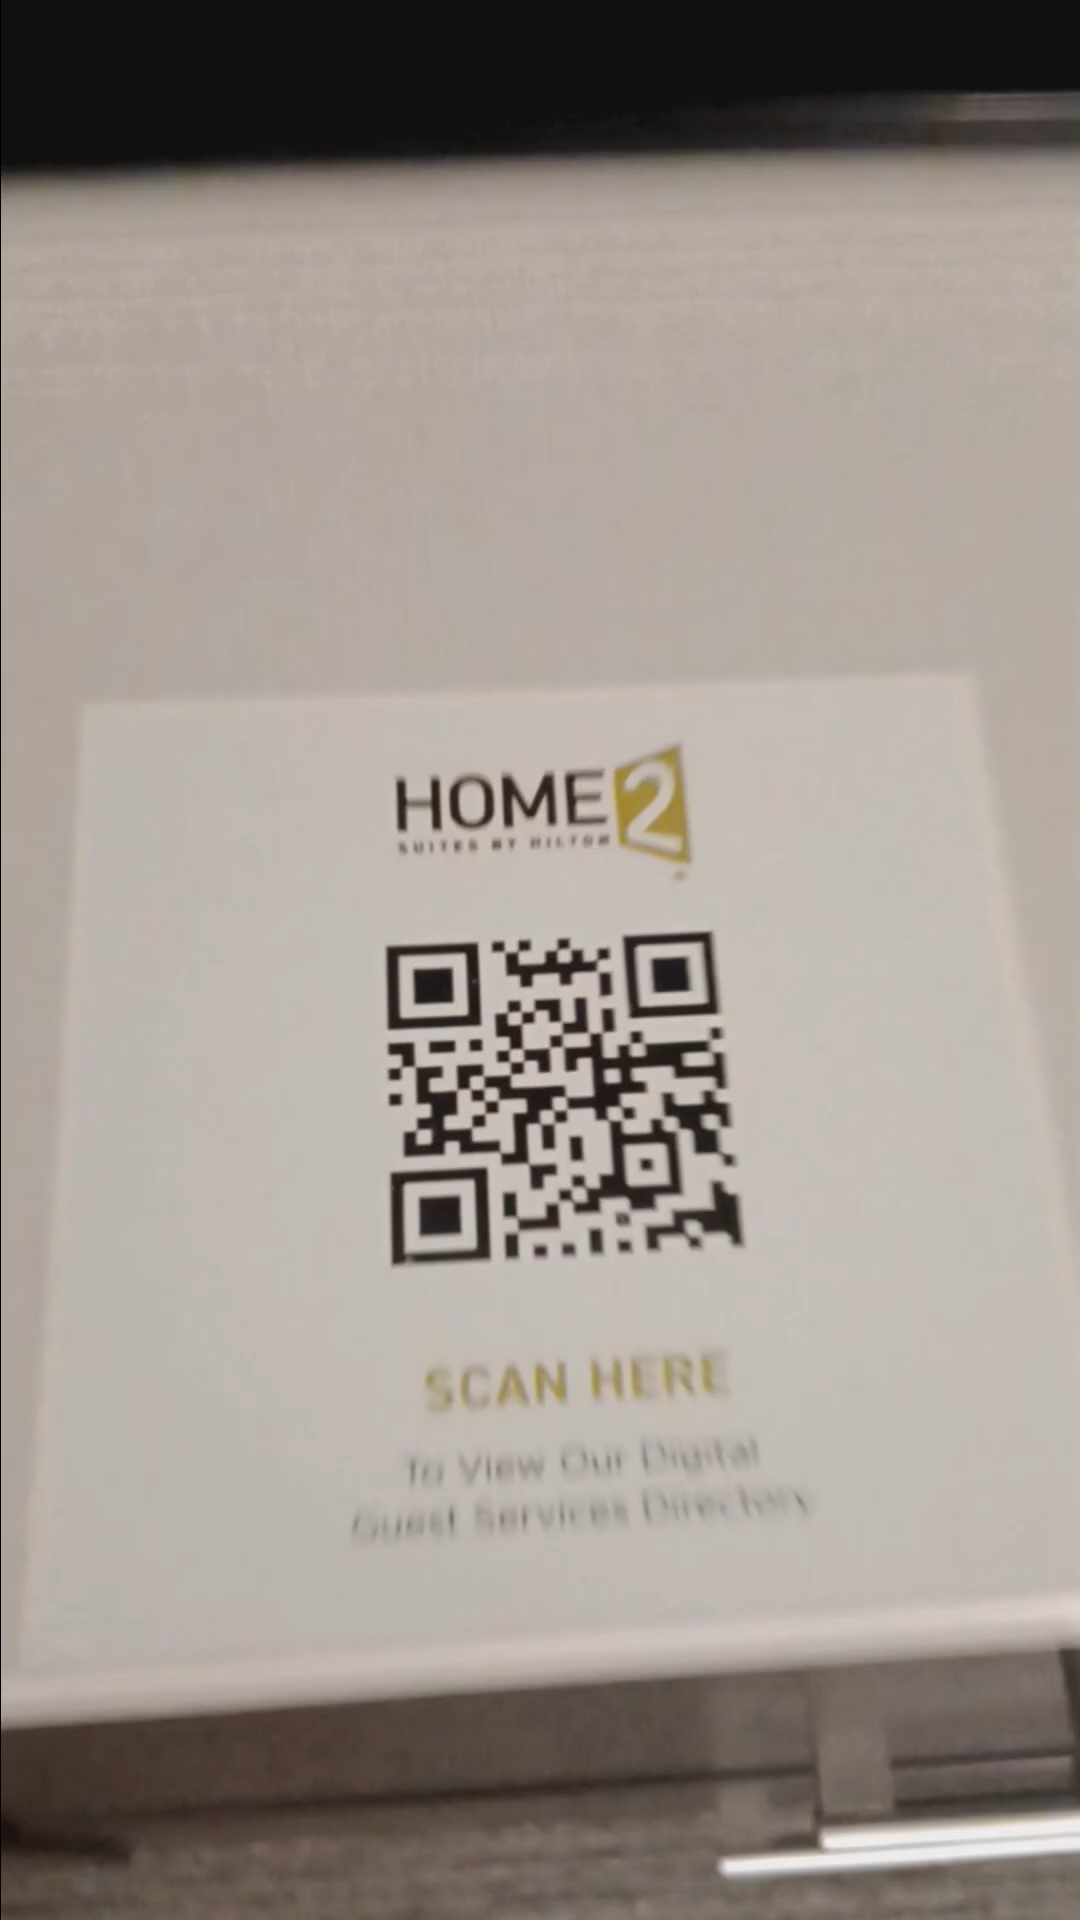 HOME2
SUITES BY HILTON
SCAN HERE
To View Our Digital
Guest Services Directory